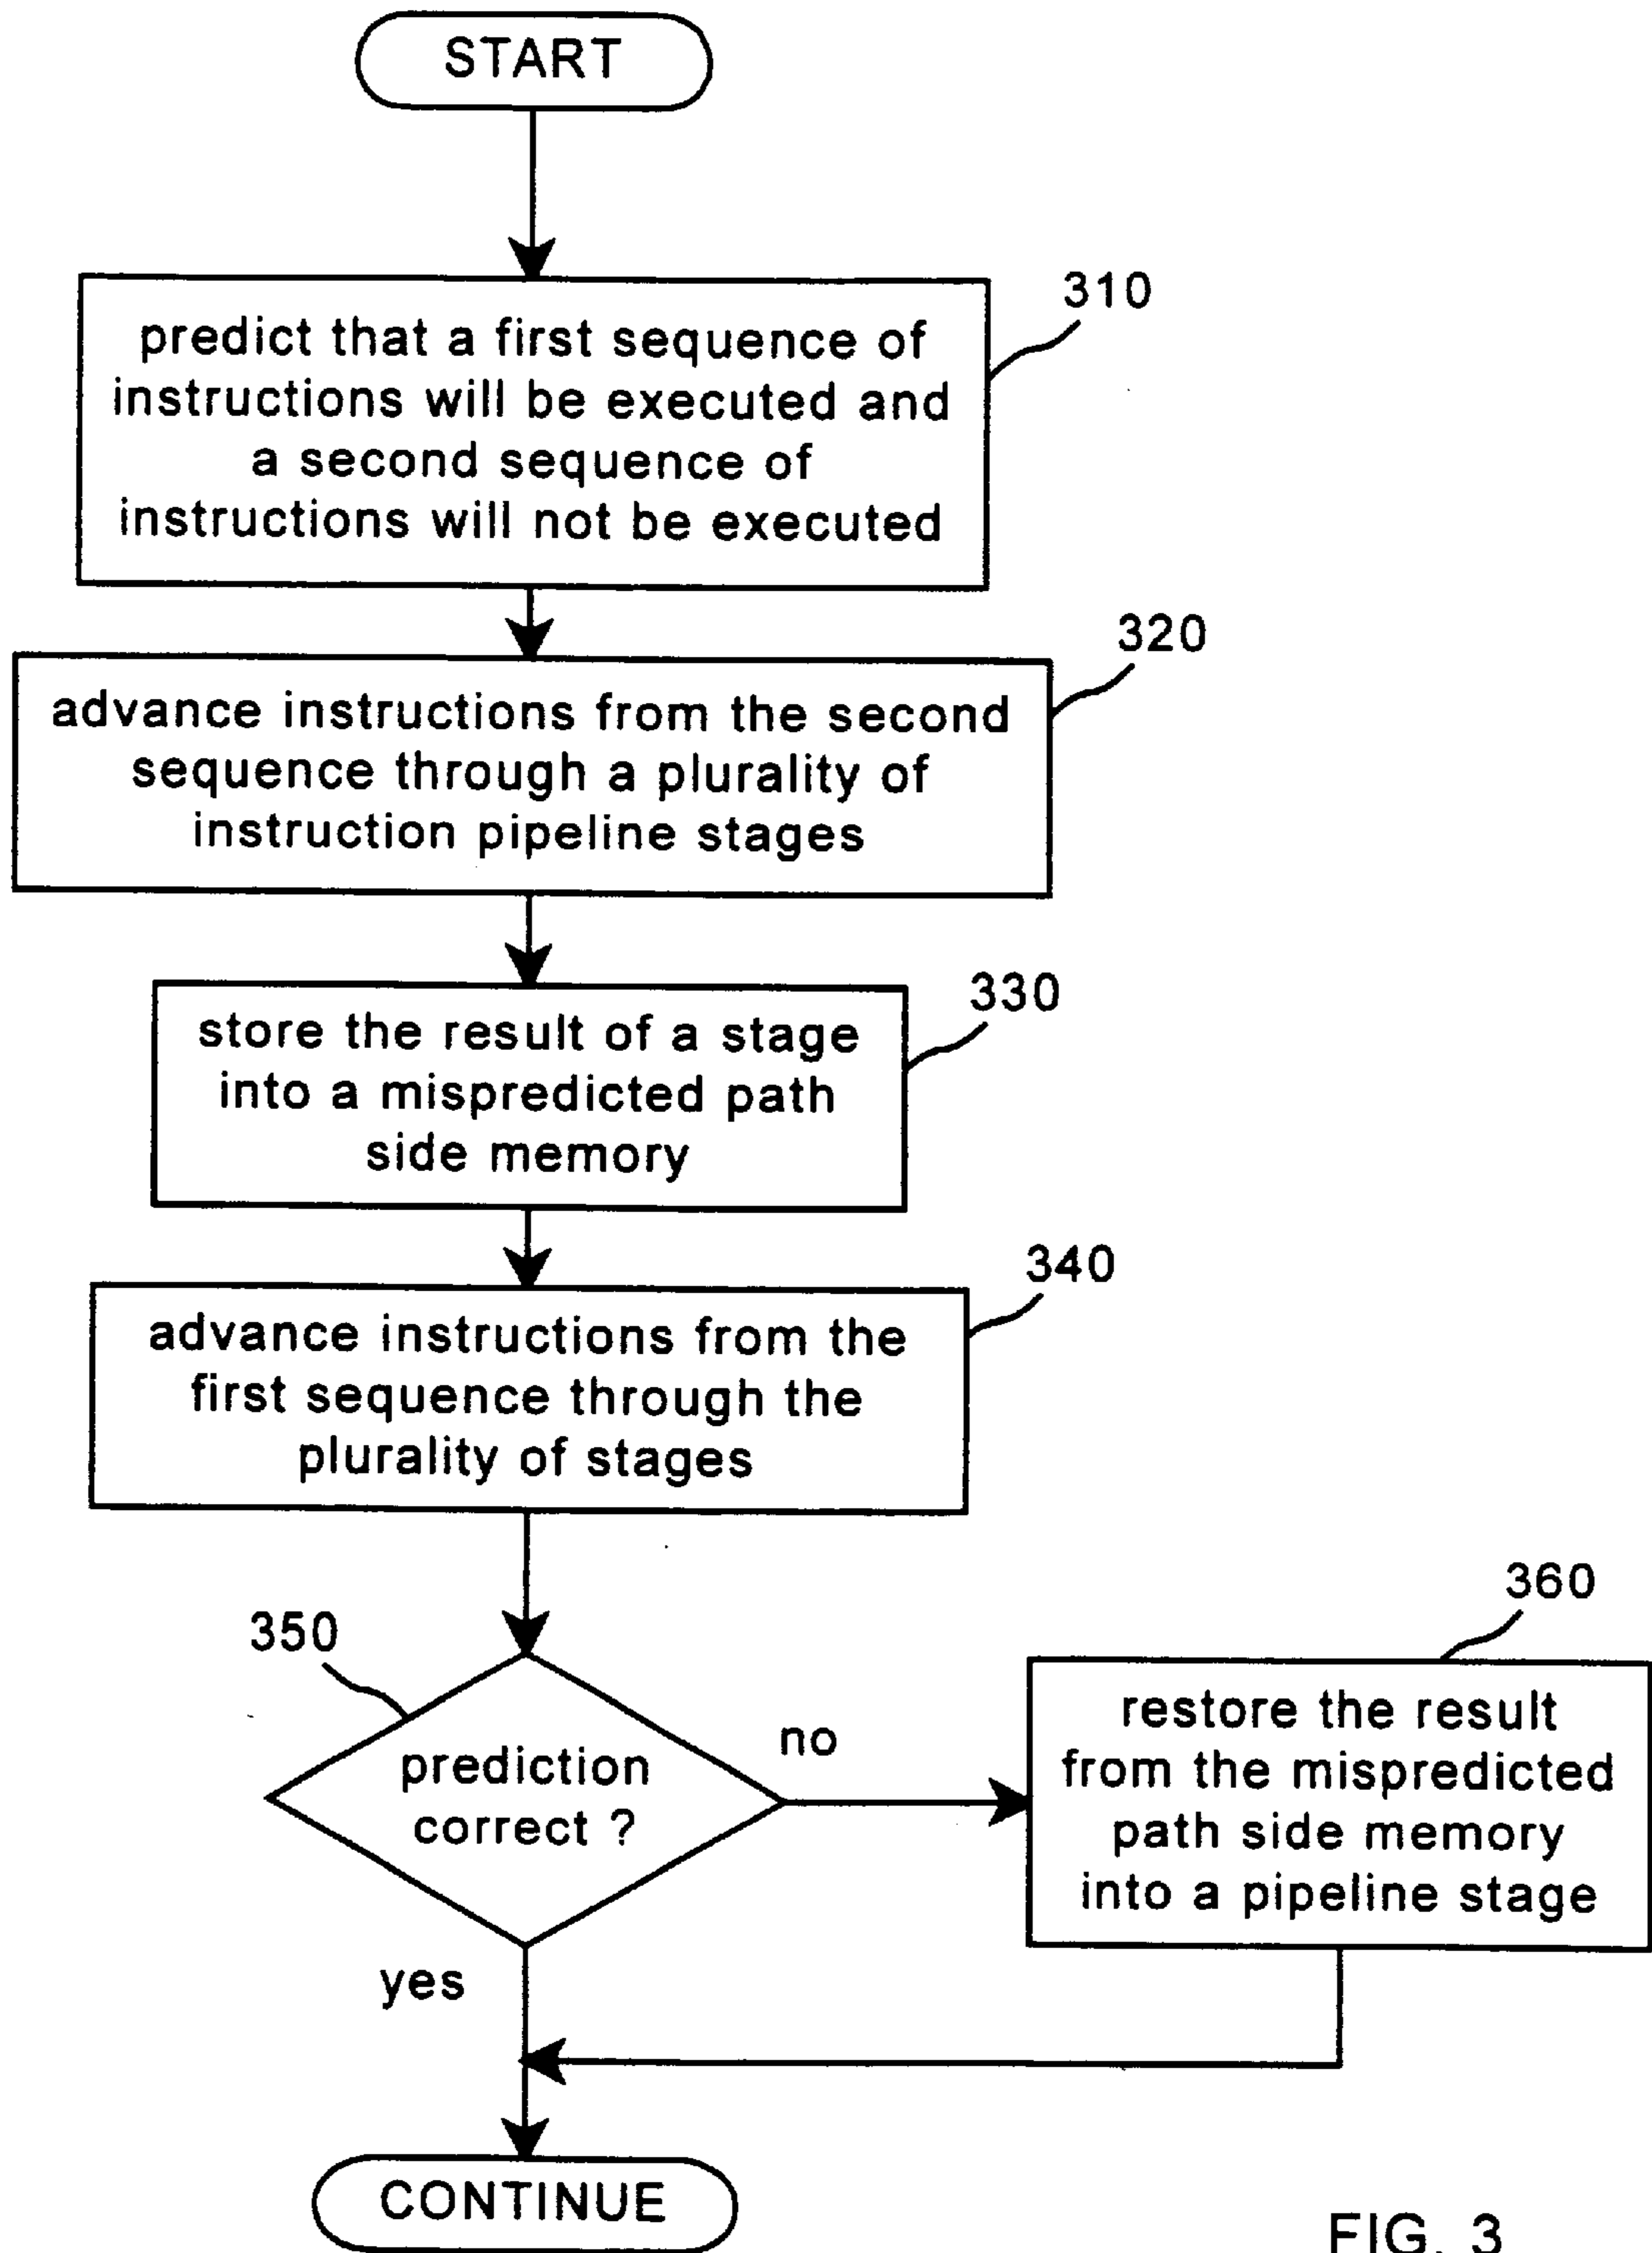 START
310
predict that a first sequence of
instructions will be executed and
a second sequence of
instructions will not be executed
320
advance instructions from the second
sequence through a plurality of
instruction pipeline stages
330
store the result of a stage
into a mispredicted path
side memory
340
advance instructions from the
first sequence through the
plurality of stages
350
prediction
correct ?
no
yes
360
restore the result
from the mispredicted
path side memory
into a pipeline stage
CONTINUE
FIG. 3